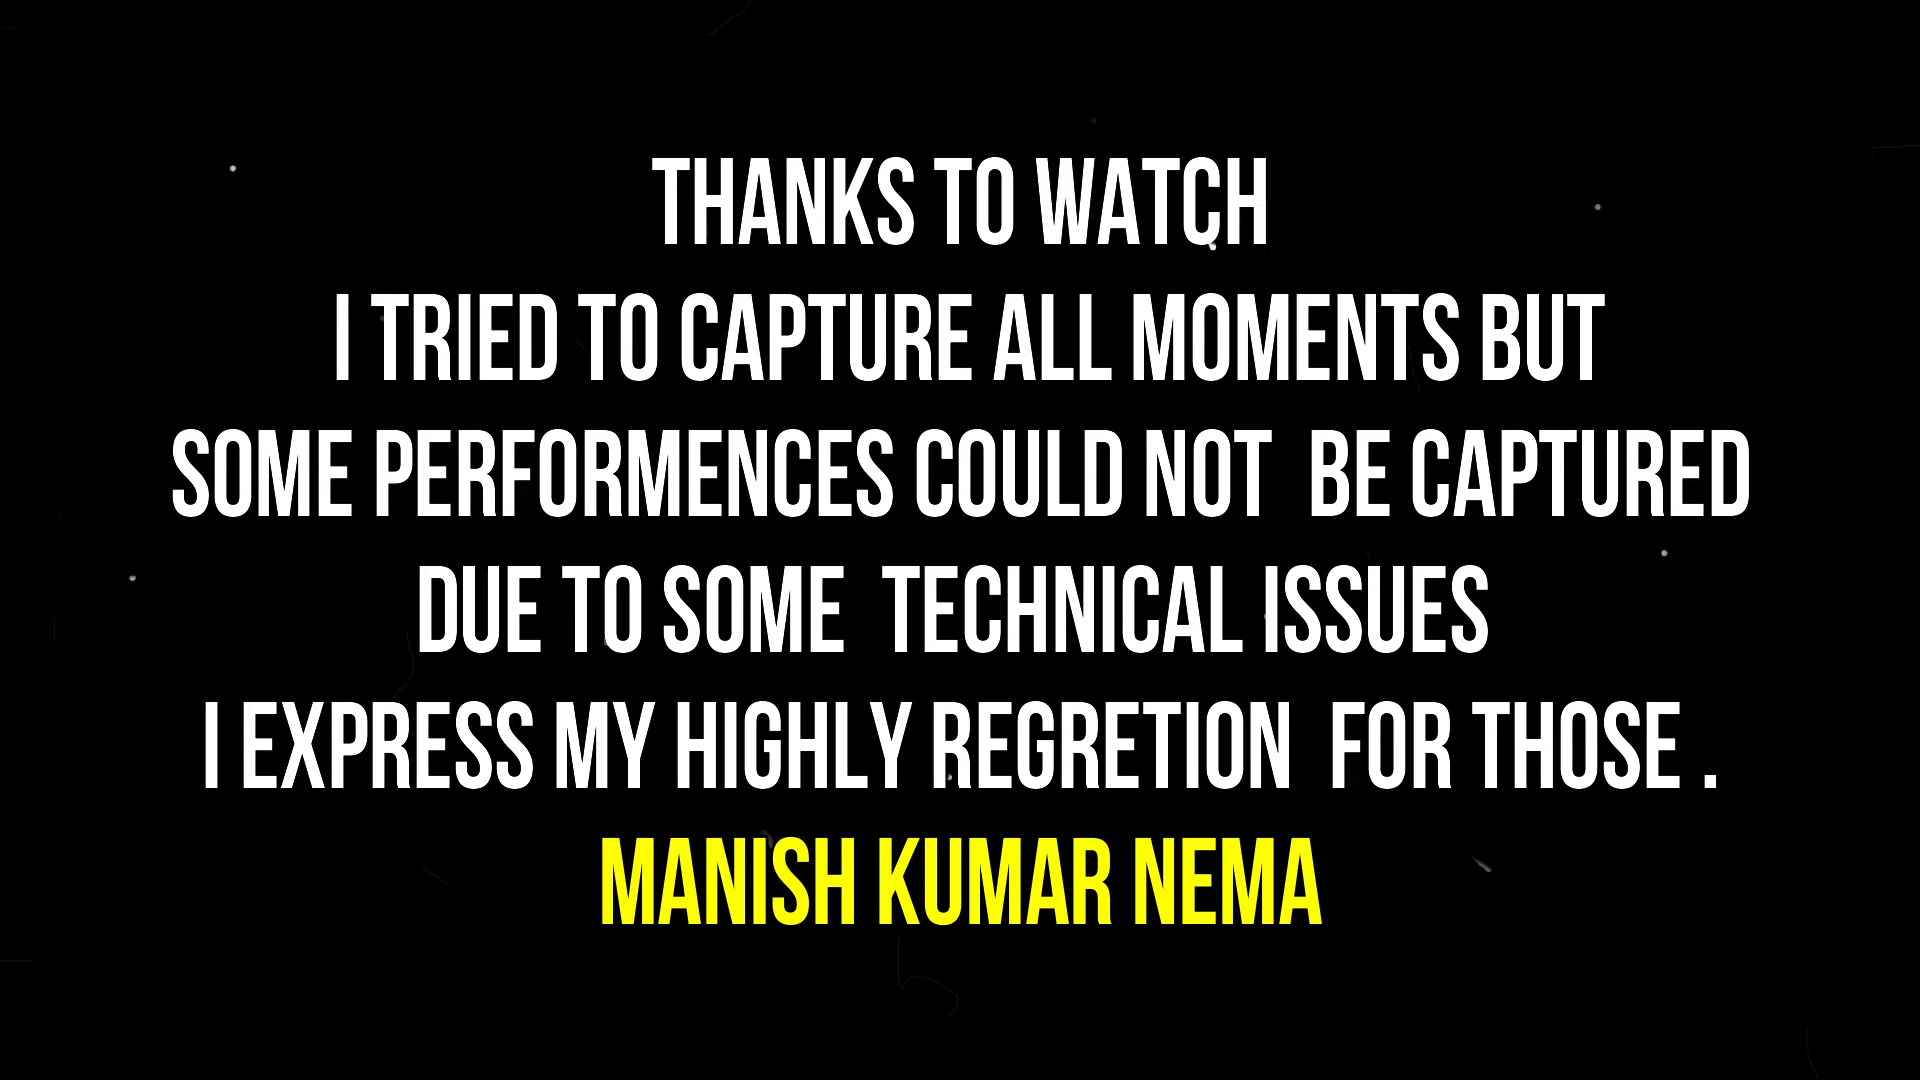 THANKS TO WATCH
I TRIED TO CAPTURE ALL MOMENTS BUT
SOME PERFORMENCES COULD NOT  BE CAPTURED
DUE TO SOME  TECHNICAL ISSUES
I EXPRESS MY HIGHLY REGRETION  FOR THOSE .
MANISH KUMAR NEMA